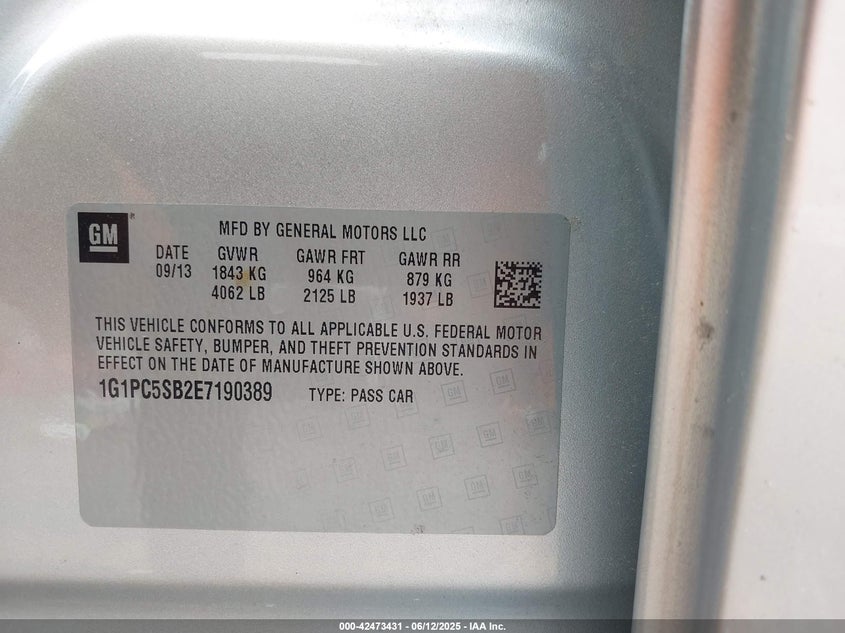 GM
MFD BY GENERAL MOTORS LLC
DATE GVWR GAWR FRT GAWR RR
09/13 1843 KG 964 KG 879 KG
4062 LB 2125 LB 1937 LB
THIS VEHICLE CONFORMS TO ALL APPLICABLE U.S. FEDERAL MOTOR
VEHICLE SAFETY, BUMPER, AND THEFT PREVENTION STANDARDS IN
EFFECT ON THE DATE OF MANUFACTURE SHOWN ABOVE.
1G1PC5SB2E7190389 TYPE: PASS CAR
000-42473431 - 06/12/2025 - IAA Inc.